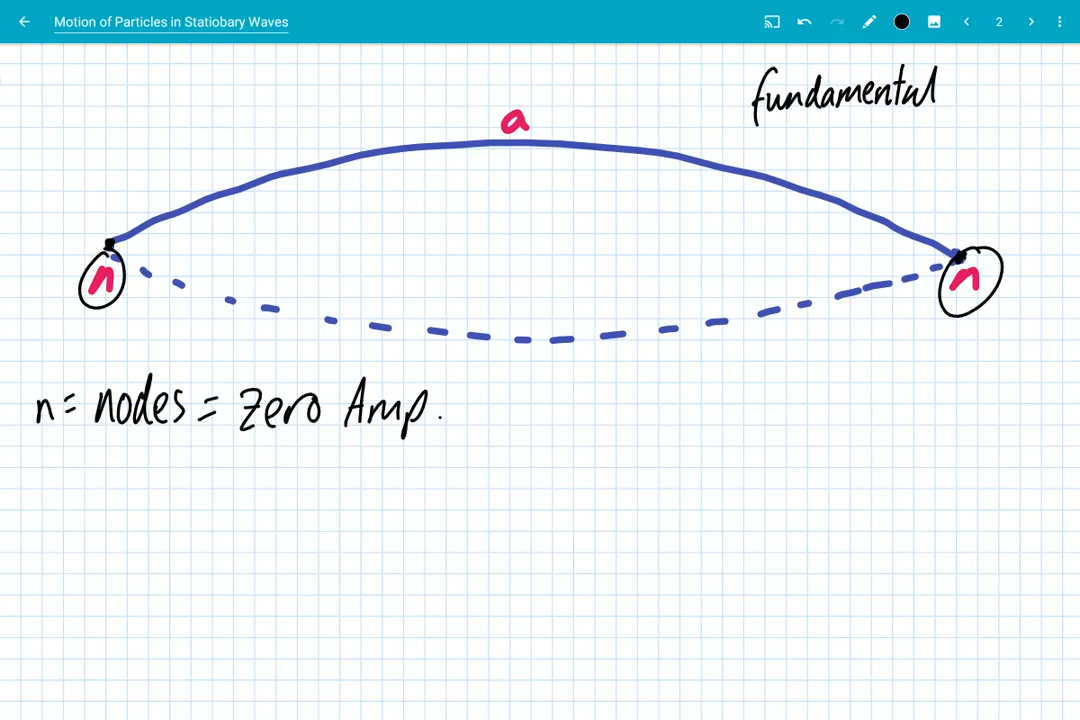 Motion of Particles in Statiobary Waves
2
fundamental
a
n
n
n = nodes = Zero Amp.